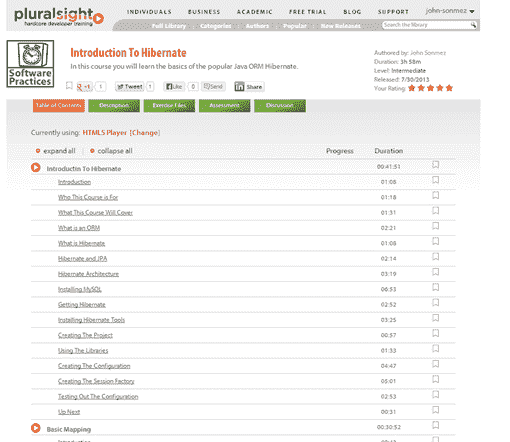 pluralsight
hardcore developer training
INDIVIDUALS BUSINESS ACADEMIC FREE TRIAL BLOG SUPPORT john-sonmez
Full Library Categories Authors Popular New Releases Search the library
Software
Practices
Introduction To Hibernate
In this course you will learn the basics of the popular Java ORM Hibernate.
+1 1 Tweet 1 Like 0 Send Share
Authored by: John Sonmez
Duration: 3h 58m
Level: Intermediate
Released: 7/30/2013
Your Rating:
Table of Contents Description Exercise Files Assessment Discussion
Currently using: HTML5 Player [Change]
expand all collapse all Progress Duration
Introductin To Hibernate 00:41:51
Introduction 01:08
Who This Course is For 01:18
What This Course Will Cover 01:31
What is an ORM 02:21
What is Hibernate 01:08
Hibernate and JPA 02:14
Hibernate Architecture 03:19
Installing MySQL 06:53
Getting Hibernate 02:52
Installing Hibernate Tools 03:25
Creating The Project 00:57
Using The Libraries 01:33
Creating The Configuration 04:47
Creating The Session Factory 05:01
Testing Out The Configuration 02:53
Up Next 00:31
Basic Mapping 00:30:52